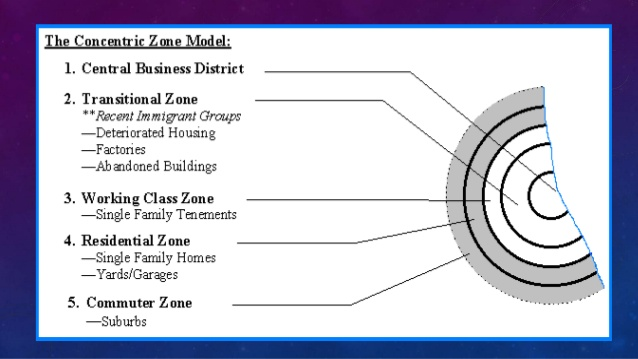 The Concentric Zone Model:
1. Central Business District
2. Transitional Zone
**Recent Immigrant Groups
—Deteriorated Housing
—Factories
—Abandoned Buildings
3. Working Class Zone
—Single Family Tenements
4. Residential Zone
—Single Family Homes
—Yards/Garages
5. Commuter Zone
—Suburbs